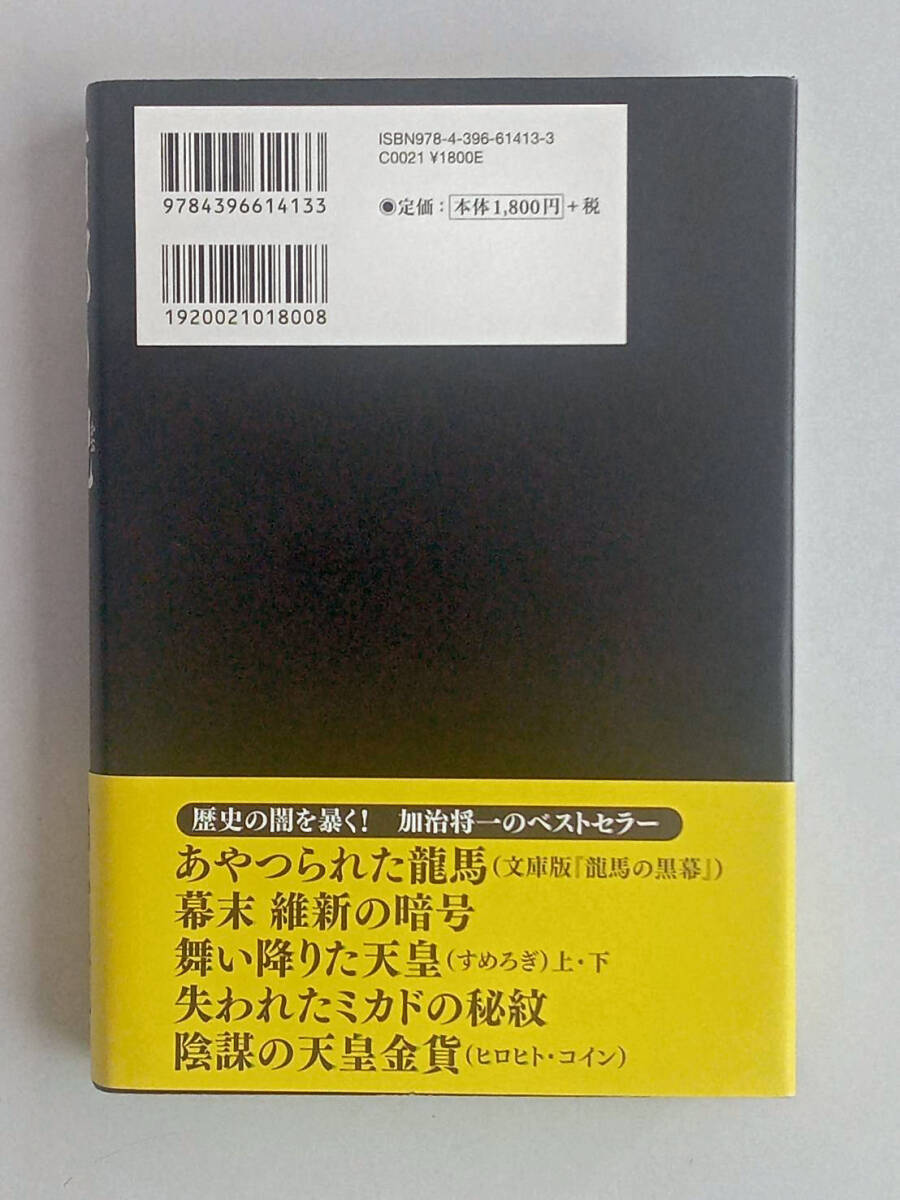 ISBN978-4-396-61413-3
C0021 ¥1800E
9784396614133
◉定価：本体1,800円+税
1920021018008
歴史の闇を暴く！ 加治将一のベストセラー
あやつられた龍馬（文庫版『龍馬の黒幕』）
幕末 維新の暗号
舞い降りた天皇（すめろぎ）上・下
失われたミカドの秘紋
陰謀の天皇金貨（ヒロヒト・コイン）